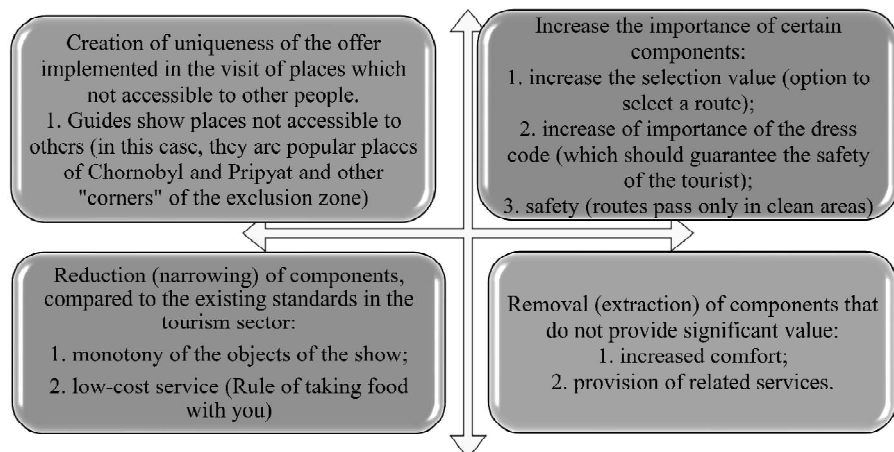 Creation of uniqueness of the offer
implemented in the visit of places which
not accessible to other people.
1. Guides show places not accessible to
others (in this case, they are popular places
of Chornobyl and Pripyat and other
"corners" of the exclusion zone)
Increase the importance of certain
components:
1. increase the selection value (option to
select a route);
2. increase of importance of the dress
code (which should guarantee the safety
of the tourist);
3. safety (routes pass only in clean areas)
Reduction (narrowing) of components,
compared to the existing standards in the
tourism sector:
1. monotony of the objects of the show;
2. low-cost service (Rule of taking food
with you)
Removal (extraction) of components that
do not provide significant value:
1. increased comfort;
2. provision of related services.